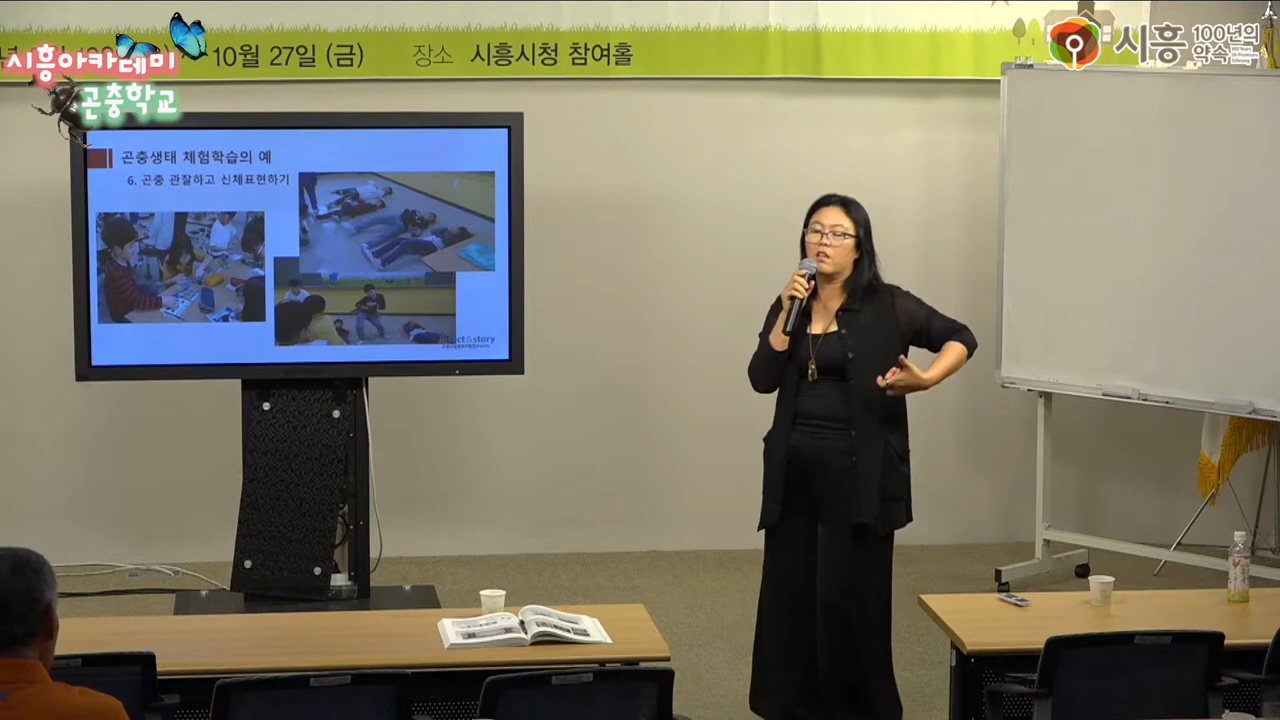 10월 27일 (금) 장소 시흥시청 참여홀
시흥아카데미
곤충학교
시흥 100년의
약속
곤충생태 체험학습의 예
6. 곤충 관찰하고 신체표현하기
story